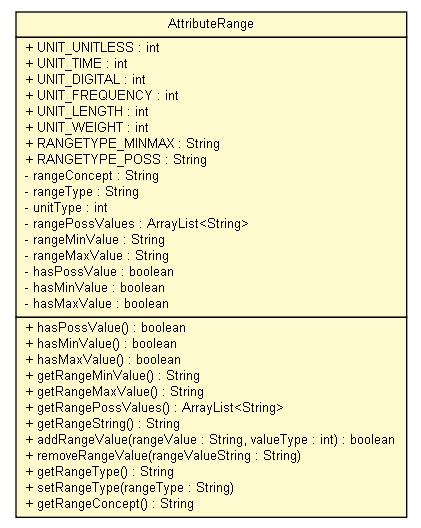 AttributeRange
+ UNIT_UNITLESS : int
+ UNIT_TIME : int
+ UNIT_DIGITAL : int
+ UNIT_FREQUENCY : int
+ UNIT_LENGTH : int
+ UNIT_WEIGHT : int
+ RANGETYPE_MINMAX : String
+ RANGETYPE_POSS : String
- rangeConcept : String
- rangeType : String
- unitType : int
- rangePossValues : ArrayList<String>
- rangeMinValue : String
- rangeMaxValue : String
- hasPossValue : boolean
- hasMinValue : boolean
- hasMaxValue : boolean
+ hasPossValue() : boolean
+ hasMinValue() : boolean
+ hasMaxValue() : boolean
+ getRangeMinValue() : String
+ getRangeMaxValue() : String
+ getRangePossValues() : ArrayList<String>
+ getRangeString() : String
+ addRangeValue(rangeValue : String, valueType : int) : boolean
+ removeRangeValue(rangeValueString : String)
+ getRangeType() : String
+ setRangeType(rangeType : String)
+ getRangeConcept() : String